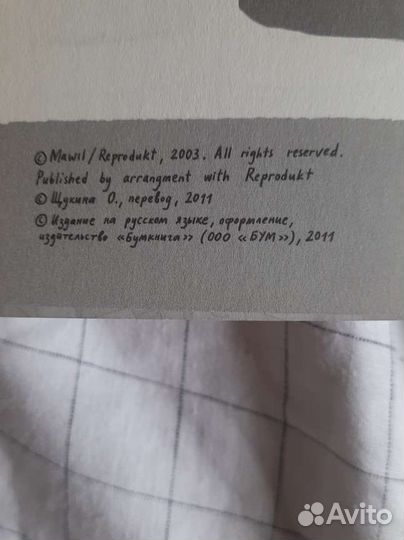 © Mawil/Reprodukt, 2003. All rights reserved.
Published by arrangment with Reprodukt
© Щукина О., перевод, 2011
© Издание на русском языке, оформление,
издательство «Бумкнига» (ООО «БУМ»), 2011
Avito